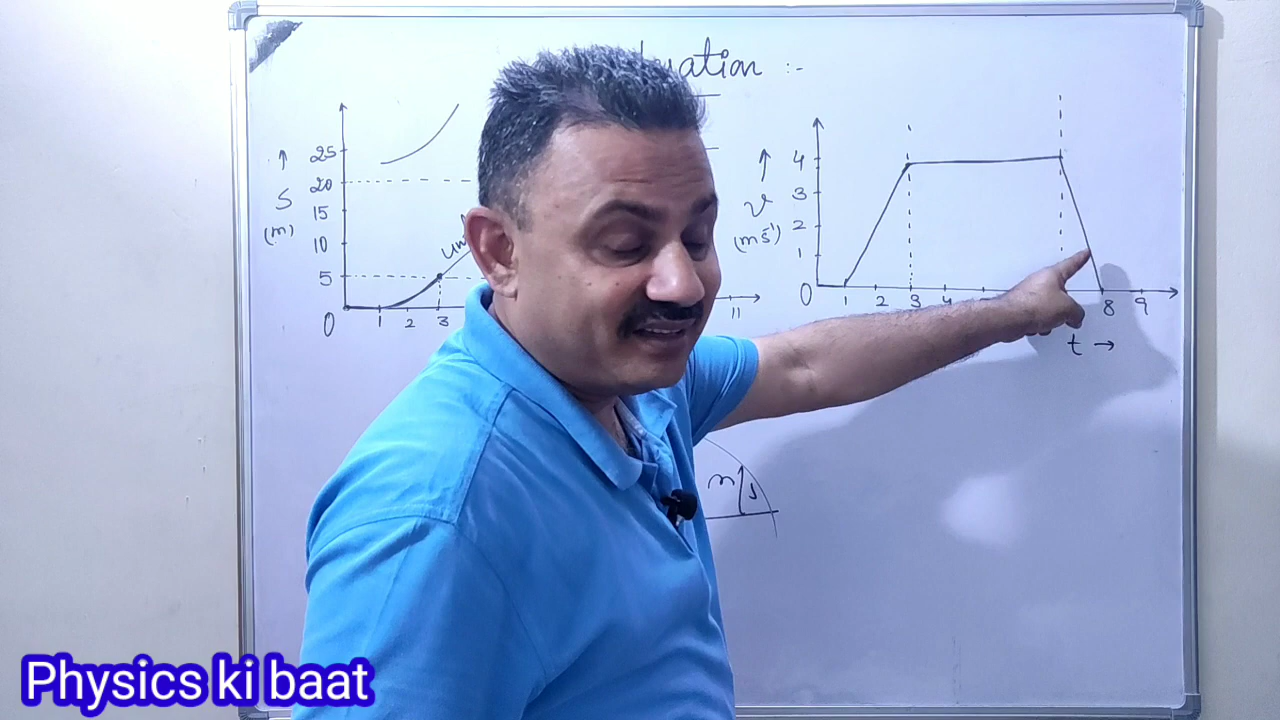 :-
25
20
15
10
5
0
↑
S
(m)
1 2 3
11
4
3
2
1
0
↑
v
(ms⁻¹)
1 2 3 4
8 9
t →
Physics ki baat